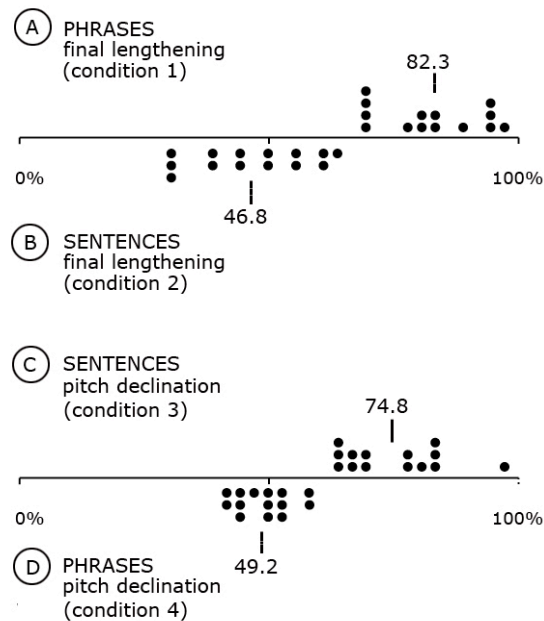 A PHRASES
final lengthening
(condition 1)
82.3
0% 100%
46.8
B SENTENCES
final lengthening
(condition 2)
C SENTENCES
pitch declination
(condition 3)
74.8
0% 100%
49.2
D PHRASES
pitch declination
(condition 4)